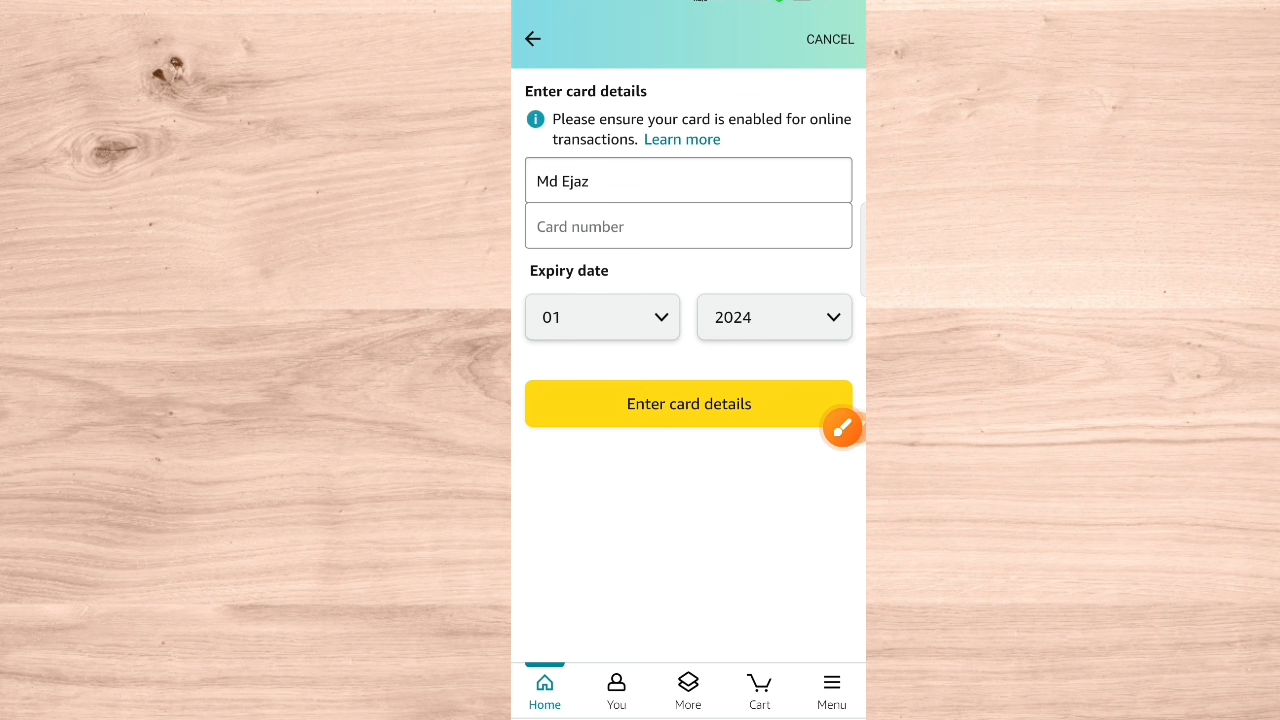 CANCEL
Enter card details
Please ensure your card is enabled for online
transactions. Learn more
Md Ejaz
Card number
Expiry date
01 2024
Enter card details
Home You More Cart Menu